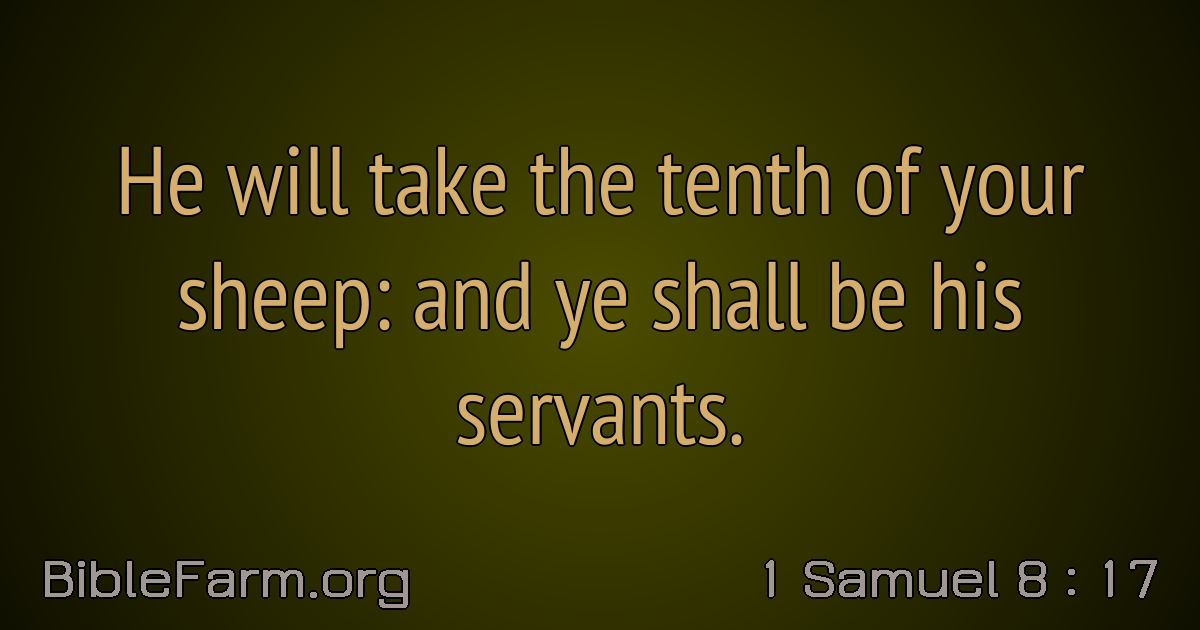 He will take the tenth of your
sheep: and ye shall be his
servants.
BibleFarm.org
1 Samuel 8 : 17